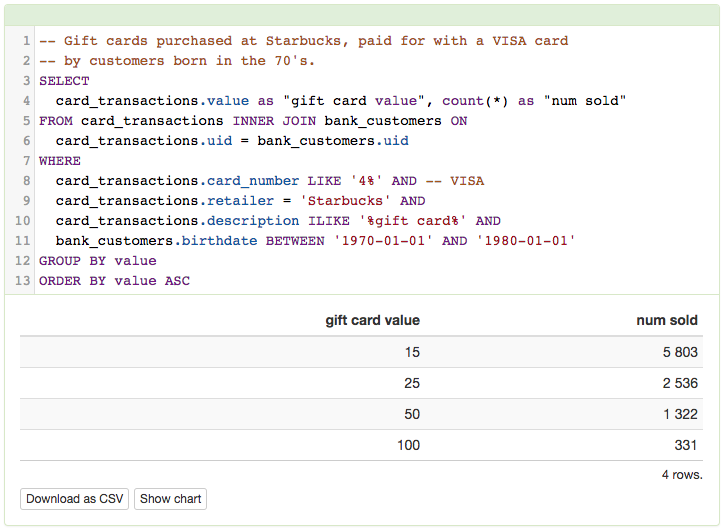 1 -- Gift cards purchased at Starbucks, paid for with a VISA card
2 -- by customers born in the 70's.
3 SELECT
4   card_transactions.value as "gift card value", count(*) as "num sold"
5 FROM card_transactions INNER JOIN bank_customers ON
6   card_transactions.uid = bank_customers.uid
7 WHERE
8   card_transactions.card_number LIKE '4%' AND -- VISA
9   card_transactions.retailer = 'Starbucks' AND
10   card_transactions.description ILIKE '%gift card%' AND
11   bank_customers.birthdate BETWEEN '1970-01-01' AND '1980-01-01'
12 GROUP BY value
13 ORDER BY value ASC
gift card value num sold
15 5 803
25 2 536
50 1 322
100 331
4 rows.
Download as CSV Show chart